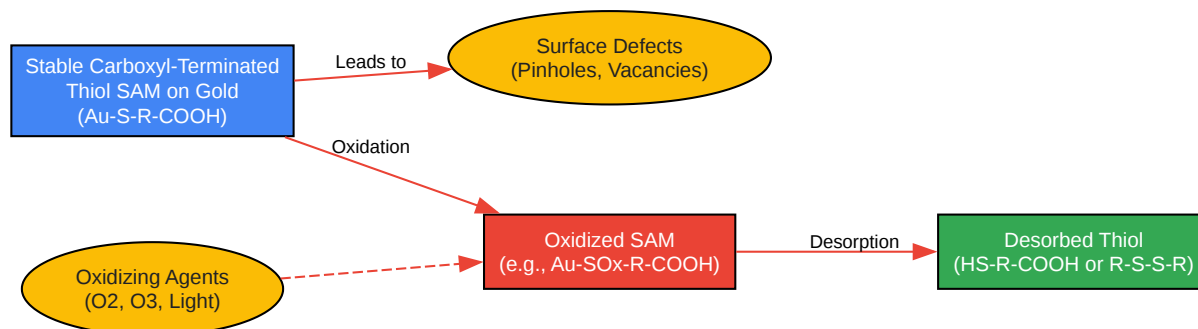 Stable Carboxyl-Terminated
Thiol SAM on Gold
(Au-S-R-COOH)
Leads to
Surface Defects
(Pinholes, Vacancies)
Oxidation
Oxidizing Agents
(O2, O3, Light)
Oxidized SAM
(e.g., Au-SOx-R-COOH)
Desorption
Desorbed Thiol
(HS-R-COOH or R-S-S-R)